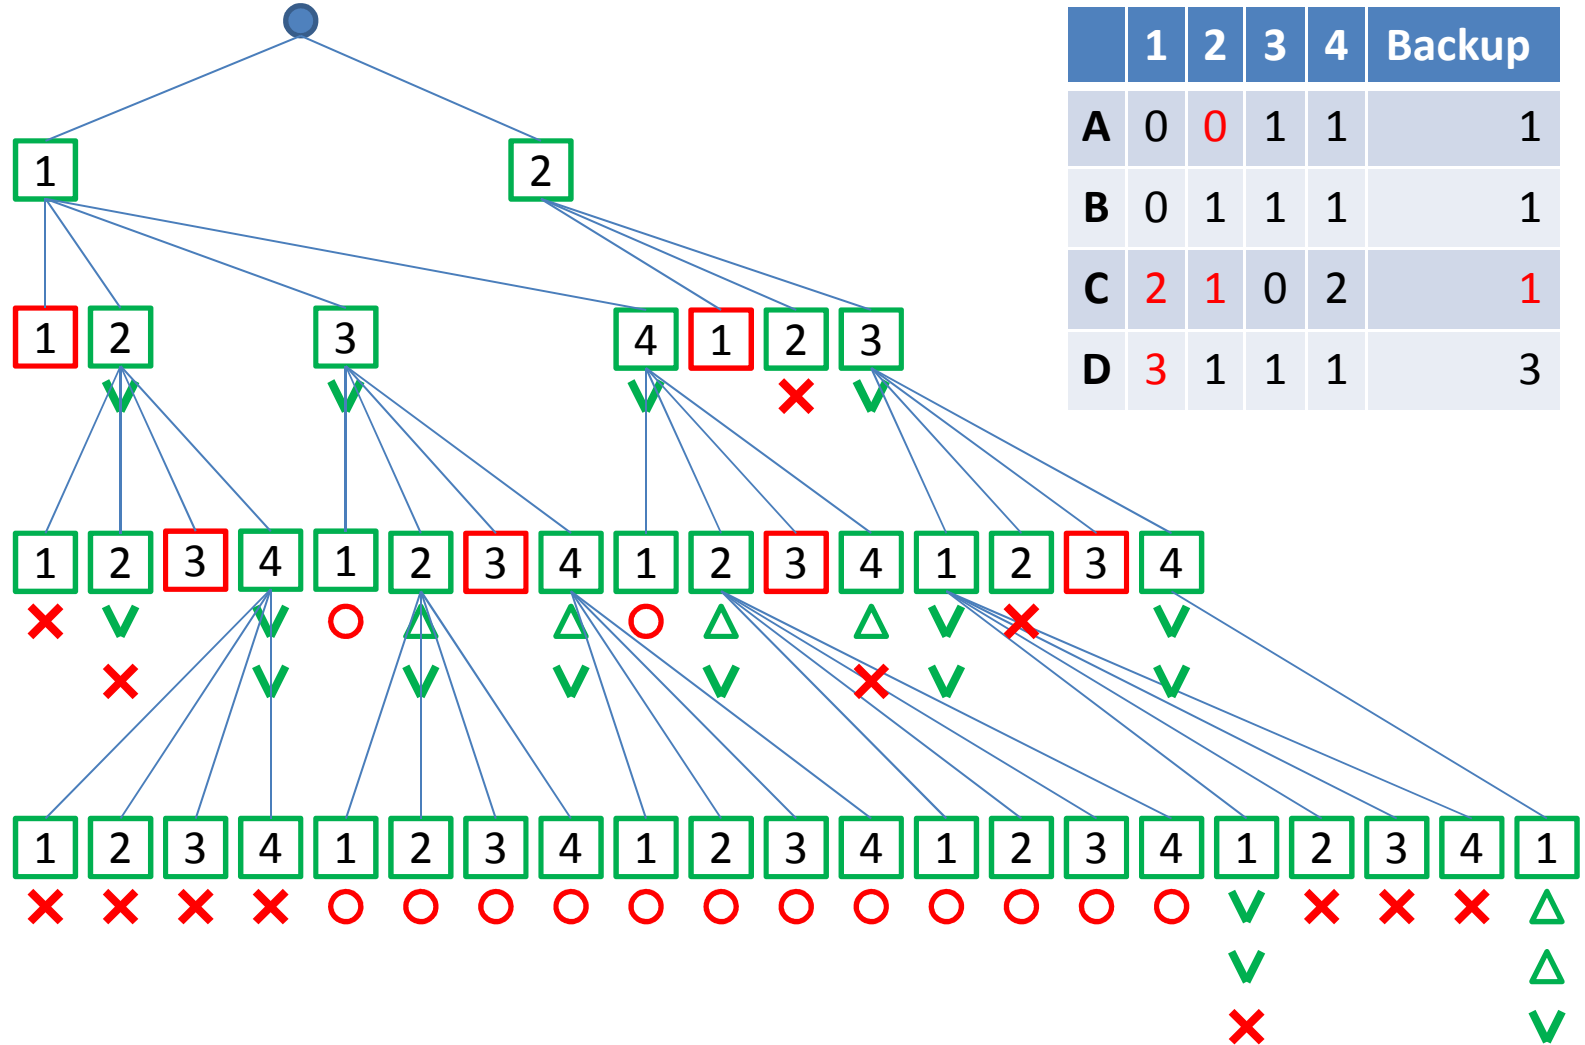 1 2 3 4 Backup
A 0 0 1 1 1
B 0 1 1 1 1
C 2 1 0 2 1
D 3 1 1 1 3
1 2
1 2 3 4 1 2 3
1 2 3 4 1 2 3 4 1 2 3 4 1 2 3 4
1 2 3 4 1 2 3 4 1 2 3 4 1 2 3 4 1 2 3 4 1